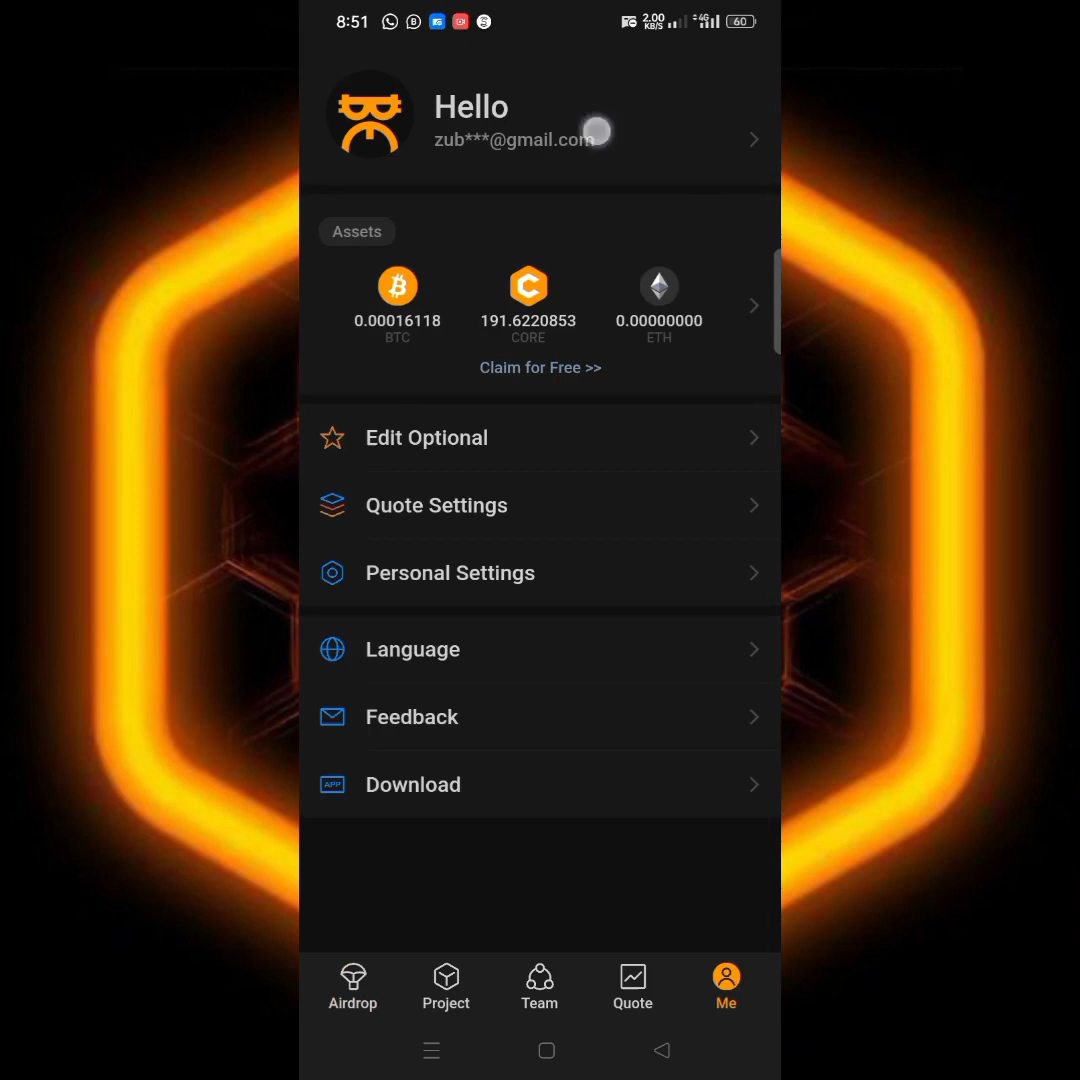 8:51 2.00 KB/S 4G 60
Hello
zub***@gmail.com
Assets
0.00016118 191.6220853 0.00000000
BTC CORE ETH
Claim for Free >>
Edit Optional
Quote Settings
Personal Settings
Language
Feedback
APP Download
Airdrop Project Team Quote Me